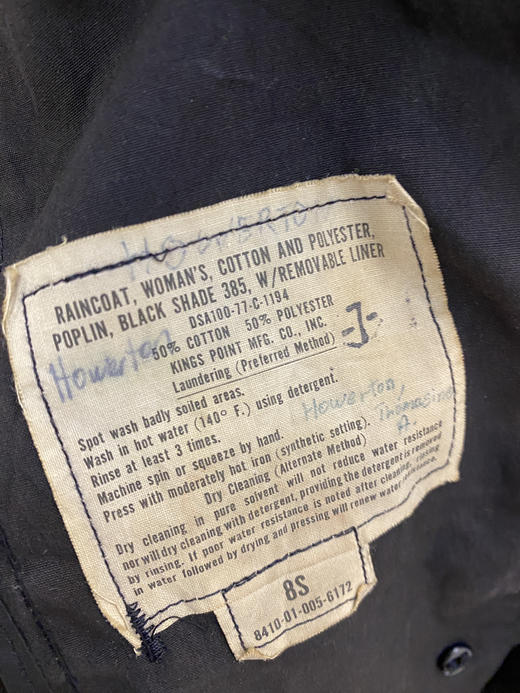 HOWERTON
RAINCOAT, WOMAN'S, COTTON AND POLYESTER,
POPLIN, BLACK SHADE 385, W/REMOVABLE LINER
DSA100-77-C-1194
Howerton
50% COTTON 50% POLYESTER
KINGS POINT MFG. CO., INC.
-J-
Laundering (Preferred Method)
Spot wash badly soiled areas.
Wash in hot water (140° F.) using detergent.
Rinse at least 3 times.
Howerton,
Thomasina
A.
Machine spin or squeeze by hand.
Press with moderately hot iron (synthetic setting).
Dry Cleaning (Alternate Method)
Dry cleaning in pure solvent will not reduce water resistance
nor will dry cleaning with detergent, providing the detergent is removed
by rinsing. If poor water resistance is noted after cleaning, rinsing
in water followed by drying and pressing will renew water resistance.
8S
8410-01-005-6172